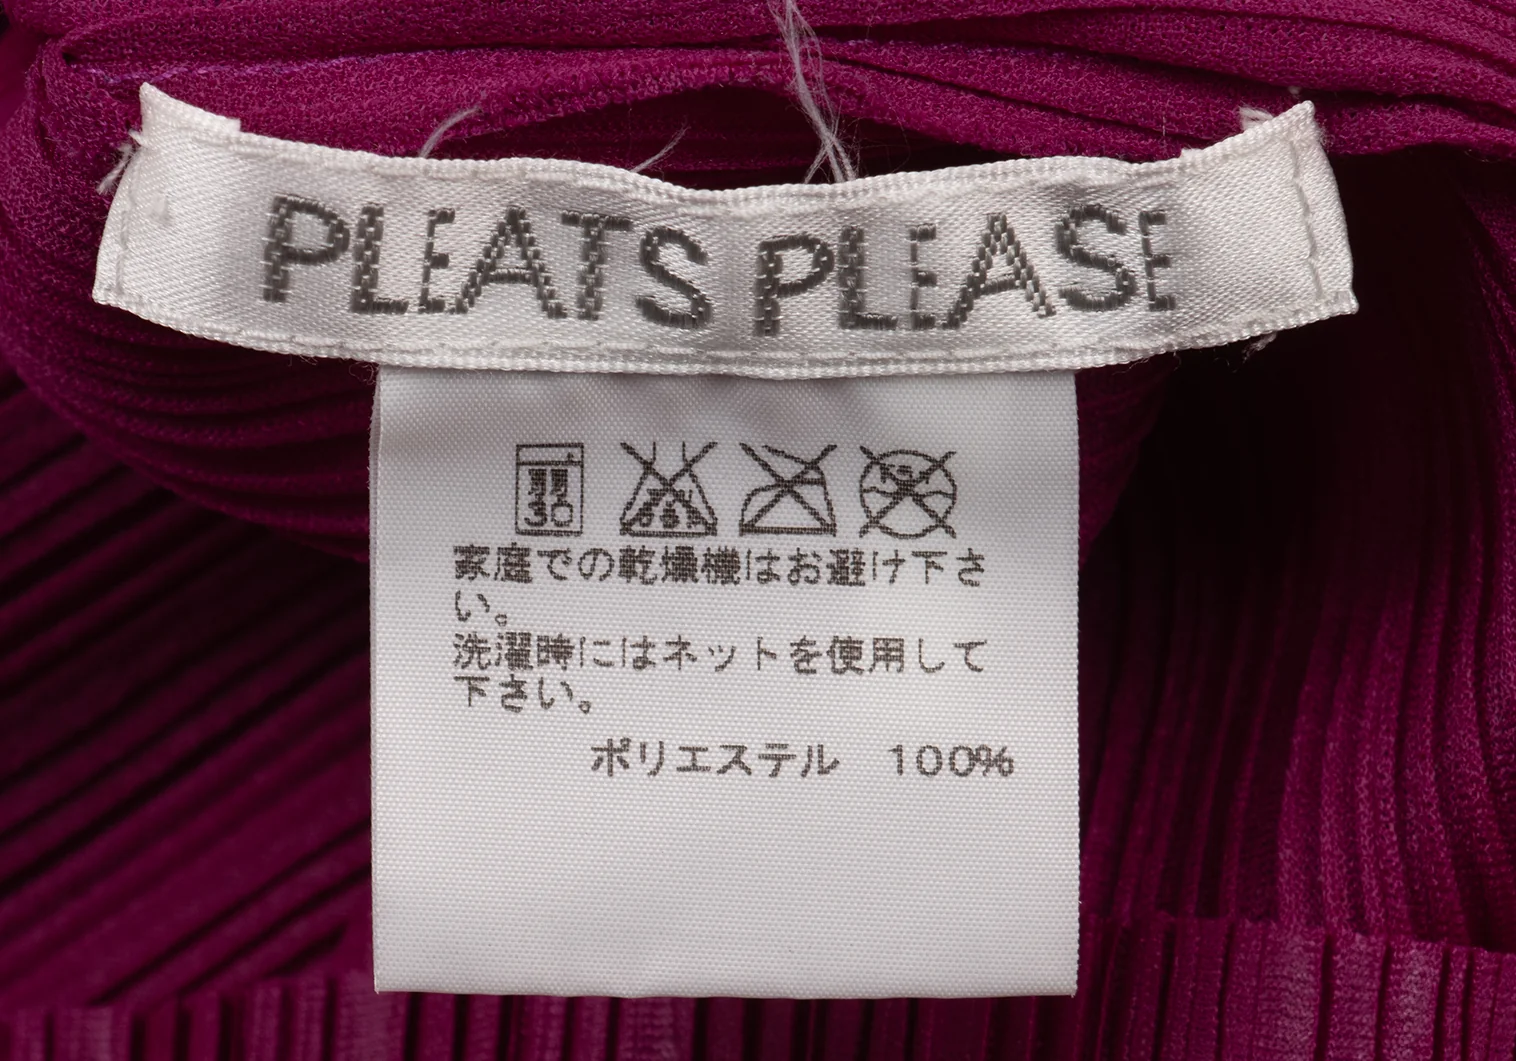 PLEATS PLEASE
弱
30
家庭での乾燥機はお避け下さ
い。
洗濯時にはネットを使用して
下さい。
ポリエステル 100%